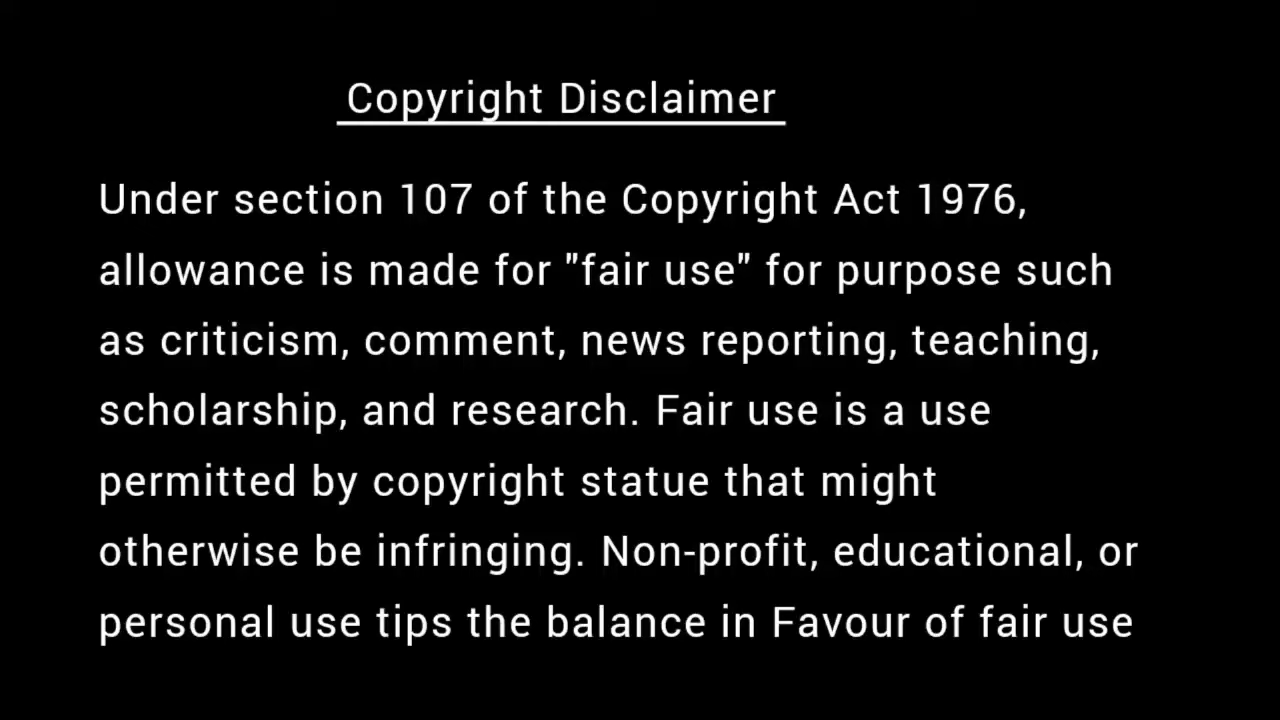 Copyright Disclaimer
Under section 107 of the Copyright Act 1976,
allowance is made for "fair use" for purpose such
as criticism, comment, news reporting, teaching,
scholarship, and research. Fair use is a use
permitted by copyright statue that might
otherwise be infringing. Non-profit, educational, or
personal use tips the balance in Favour of fair use